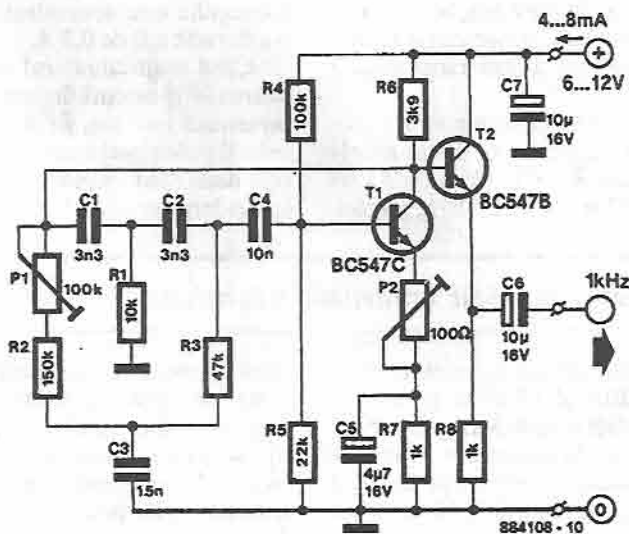 4...8mA
+
6...12V
R4
100k
R6
3k9
C7
10µ
16V
T2
BC547B
T1
BC547C
C1
3n3
C2
3n3
C4
10n
P1
100k
R1
10k
R2
150k
R3
47k
P2
100Ω
C6
10µ
16V
1kHz
C3
15n
R5
22k
C5
4µ7
16V
R7
1k
R8
1k
0
884108 - 10